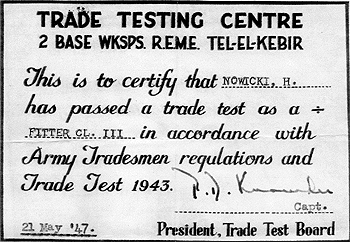 TRADE TESTING CENTRE
2 BASE WKSPS. R.E.M.E. TEL-EL-KEBIR
This is to certify that NOWICKI, H.
has passed a trade test as a ÷
FITTER CL. III in accordance with
Army Tradesmen regulations and
Trade Test 1943.
Capt.
21 May '47. President, Trade Test Board